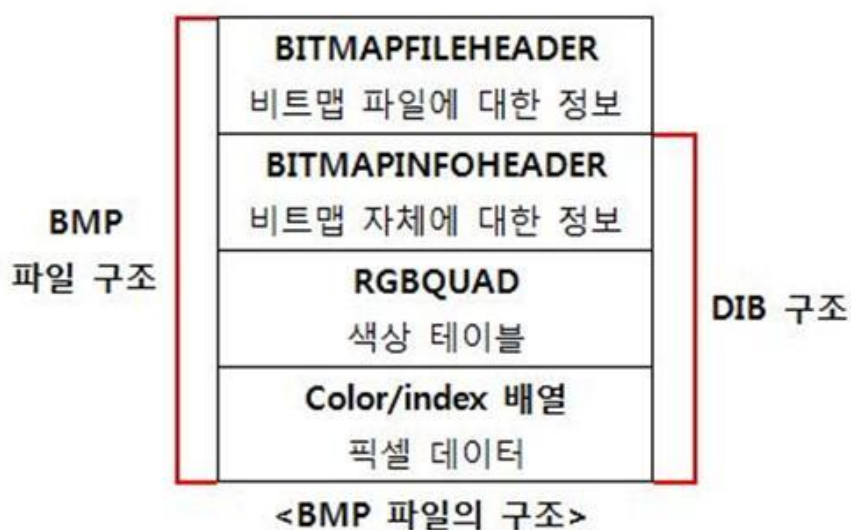 BITMAPFILEHEADER
비트맵 파일에 대한 정보
BITMAPINFOHEADER
비트맵 자체에 대한 정보
BMP
파일 구조
RGBQUAD
색상 테이블
DIB 구조
Color/index 배열
픽셀 데이터
<BMP 파일의 구조>